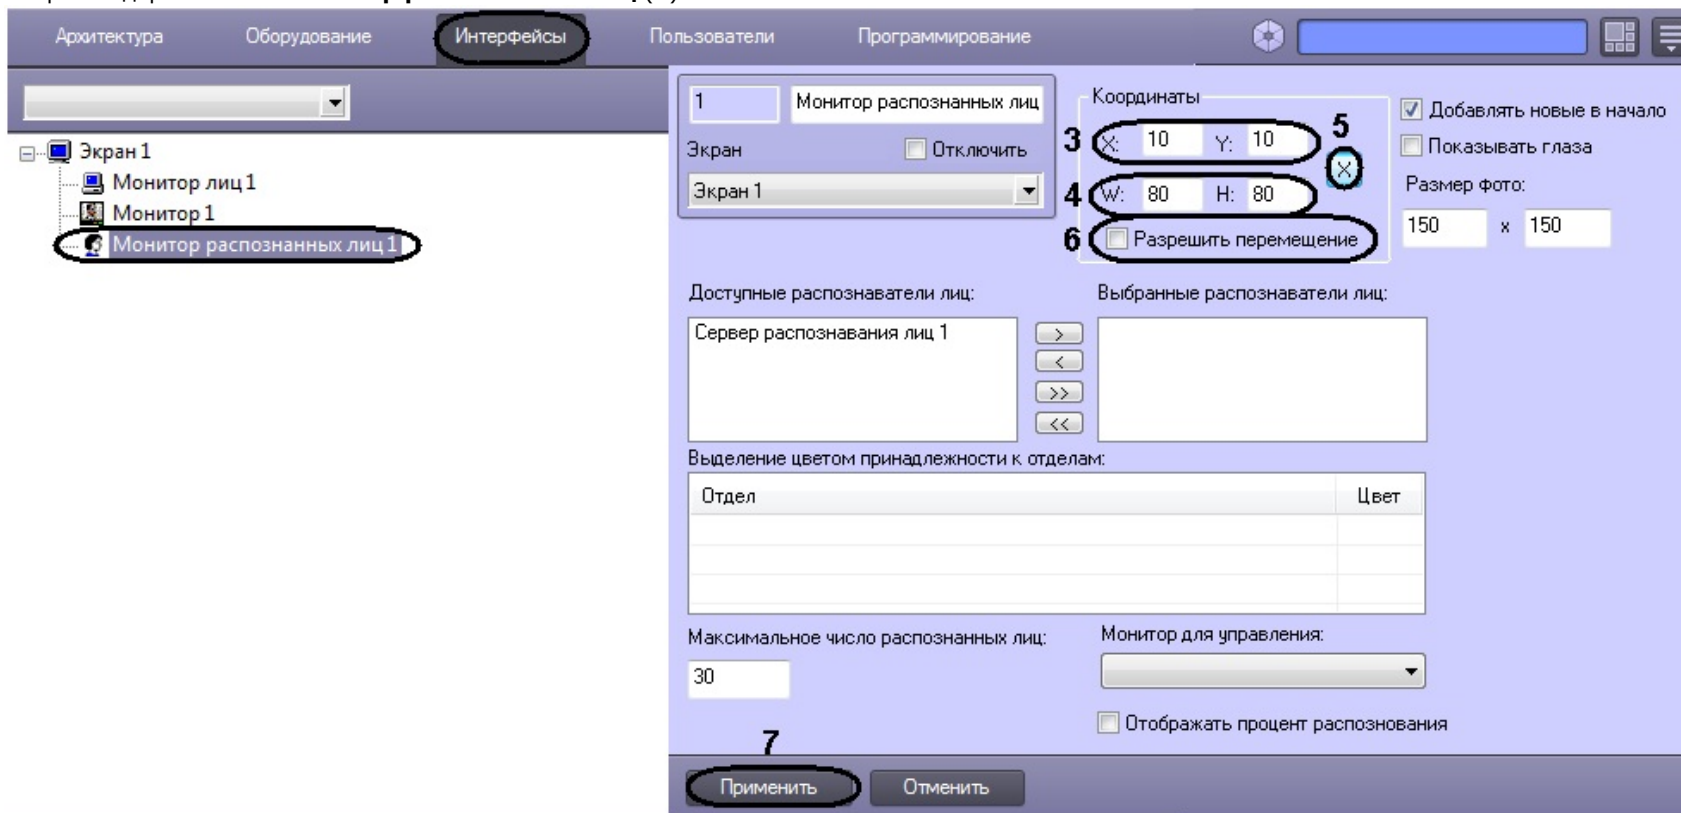 Архитектура Оборудование Интерфейсы Пользователи Программирование
1 Монитор распознанных лиц
Экран Отключить
Экран 1
Координаты
3 X: 10 Y: 10 5
X
4 W: 80 H: 80
6 Разрешить перемещение
Добавлять новые в начало
Показывать глаза
Размер фото:
150 x 150
Экран 1
Монитор лиц 1
Монитор 1
Монитор распознанных лиц 1
Доступные распознаватели лиц: Выбранные распознаватели лиц:
Сервер распознавания лиц 1
>
<
>>
<<
Выделение цветом принадлежности к отделам:
Отдел Цвет
Максимальное число распознанных лиц: Монитор для управления:
30
Отображать процент распознования
7
Применить Отменить